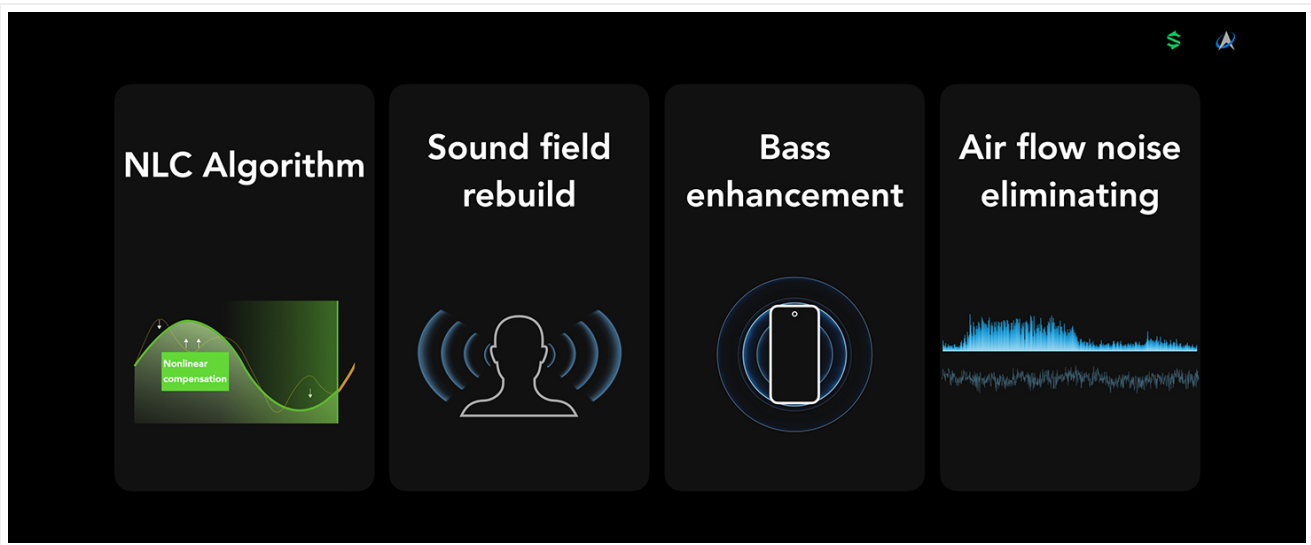 NLC Algorithm
Nonlinear
compensation
Sound field
rebuild
Bass
enhancement
Air flow noise
eliminating